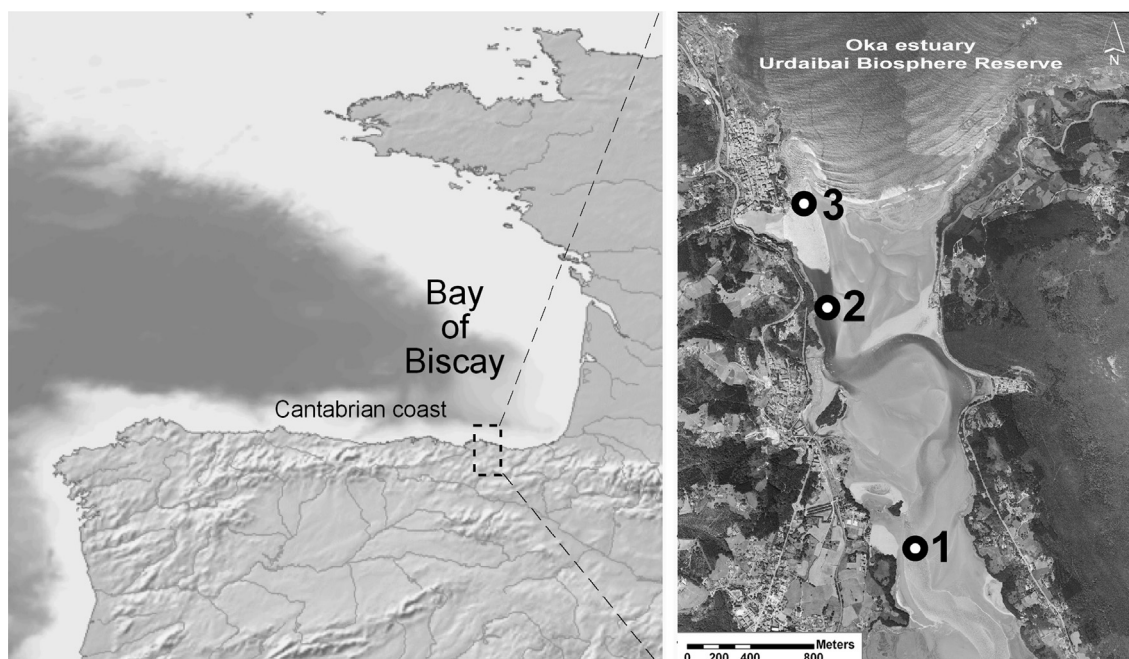 Bay
of
Biscay
Cantabrian coast
Oka estuary
Urdaibai Biosphere Reserve
N
3
2
1
Meters
0 200 400 800